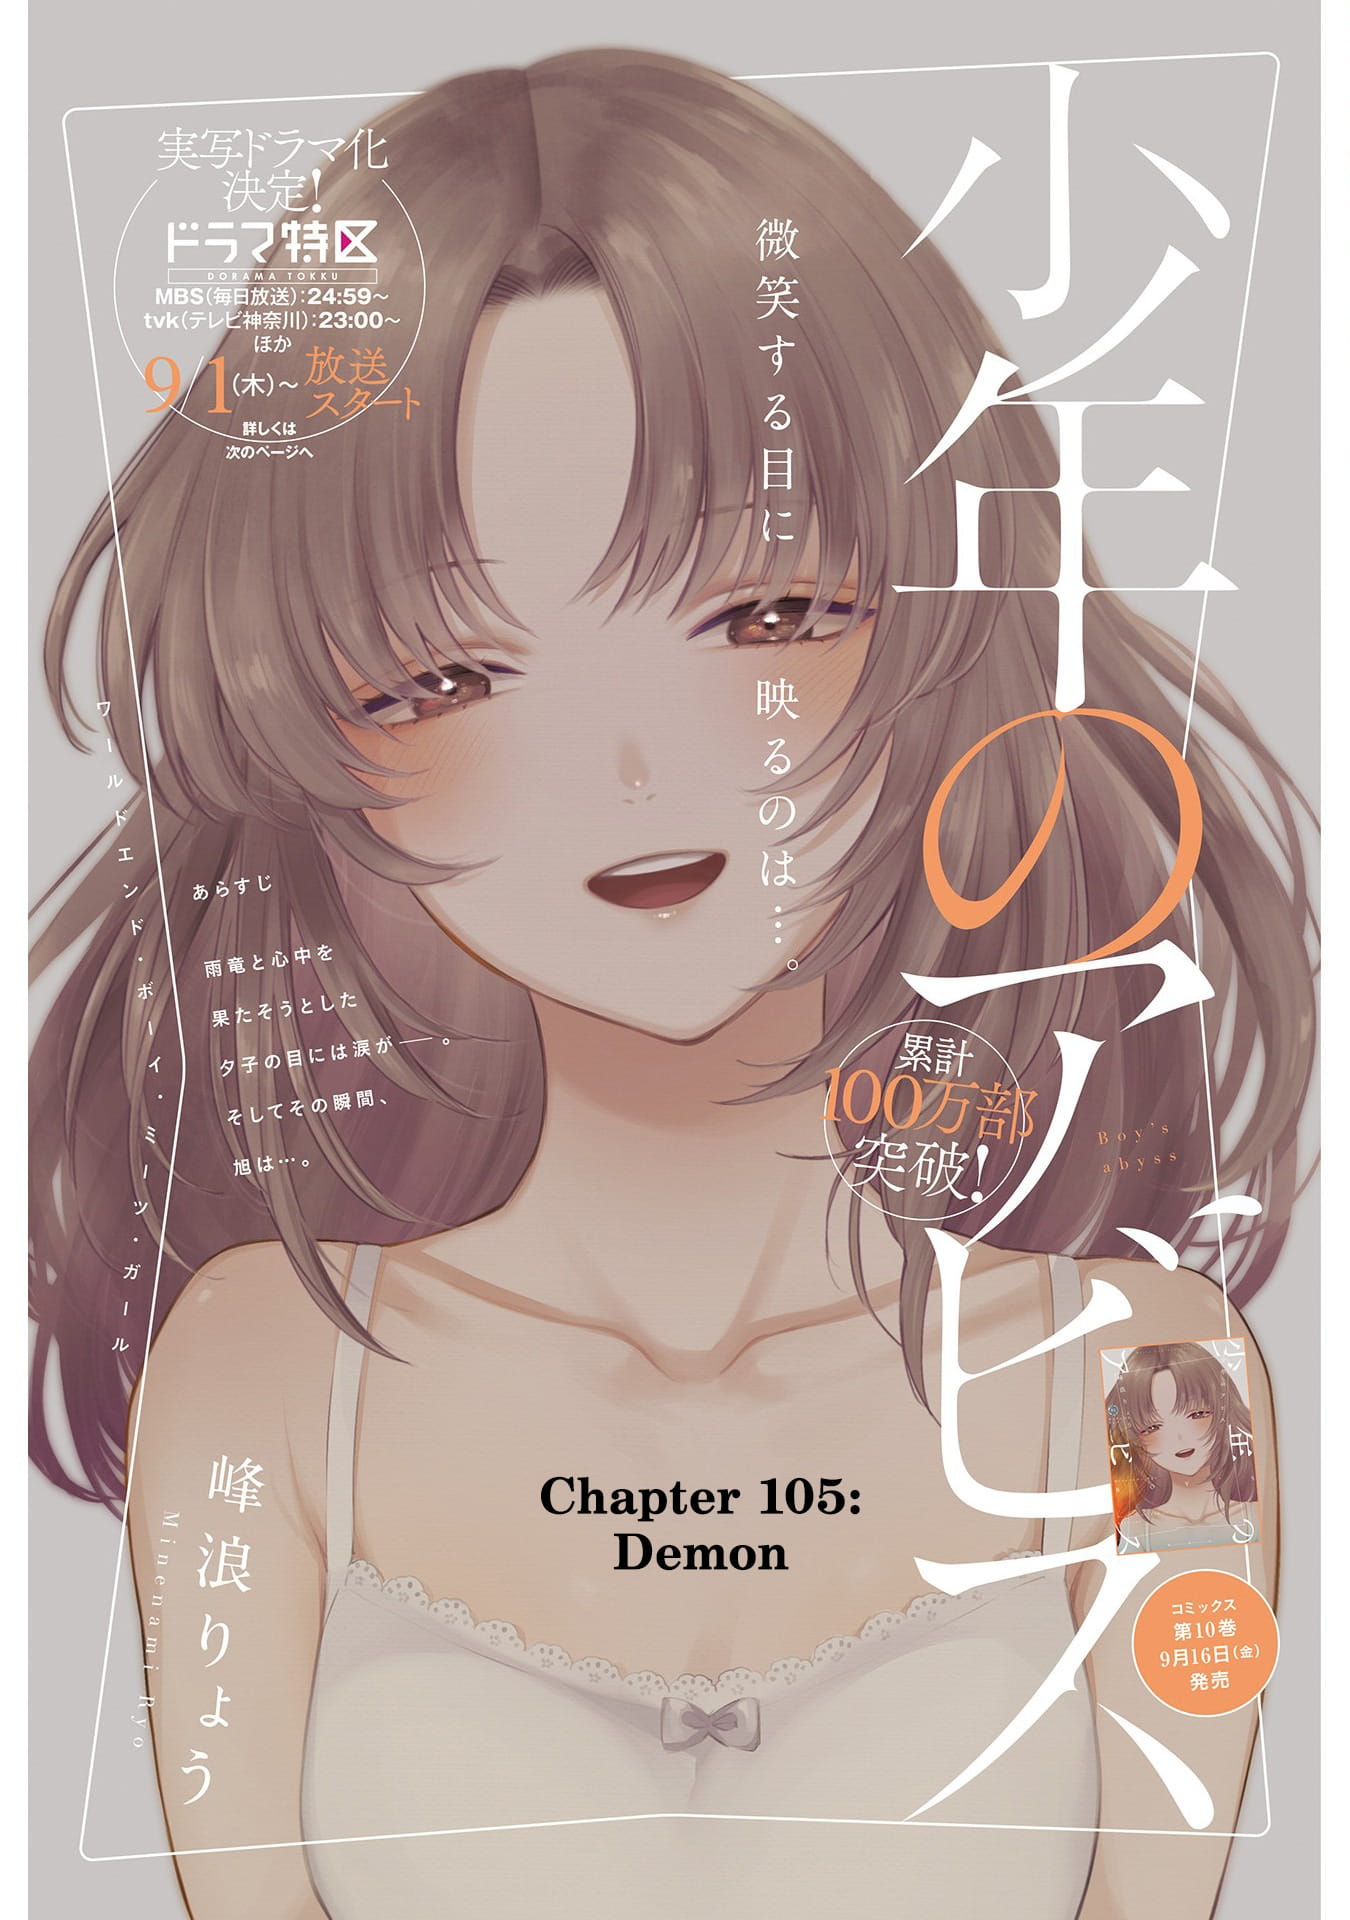 少年のアビス
Boy's
abyss
微笑する目に 映るのは…。
実写ドラマ化
決定!
ドラマ特区
DORAMA TOKKU
MBS(毎日放送):24:59~
tvk(テレビ神奈川):23:00~
ほか
9/1(木)~ 放送
スタート
詳しくは
次のページへ
累計
100万部
突破!
ワールドエンド・ボーイ・ミーツ・ガール
あらすじ
雨竜と心中を
果たそうとした
夕子の目には涙が──。
そしてその瞬間、
旭は…。
峰浪りょう
Minenami Ryo
Chapter 105:
Demon
少年のアビス
コミックス
第10巻
9月16日(金)
発売